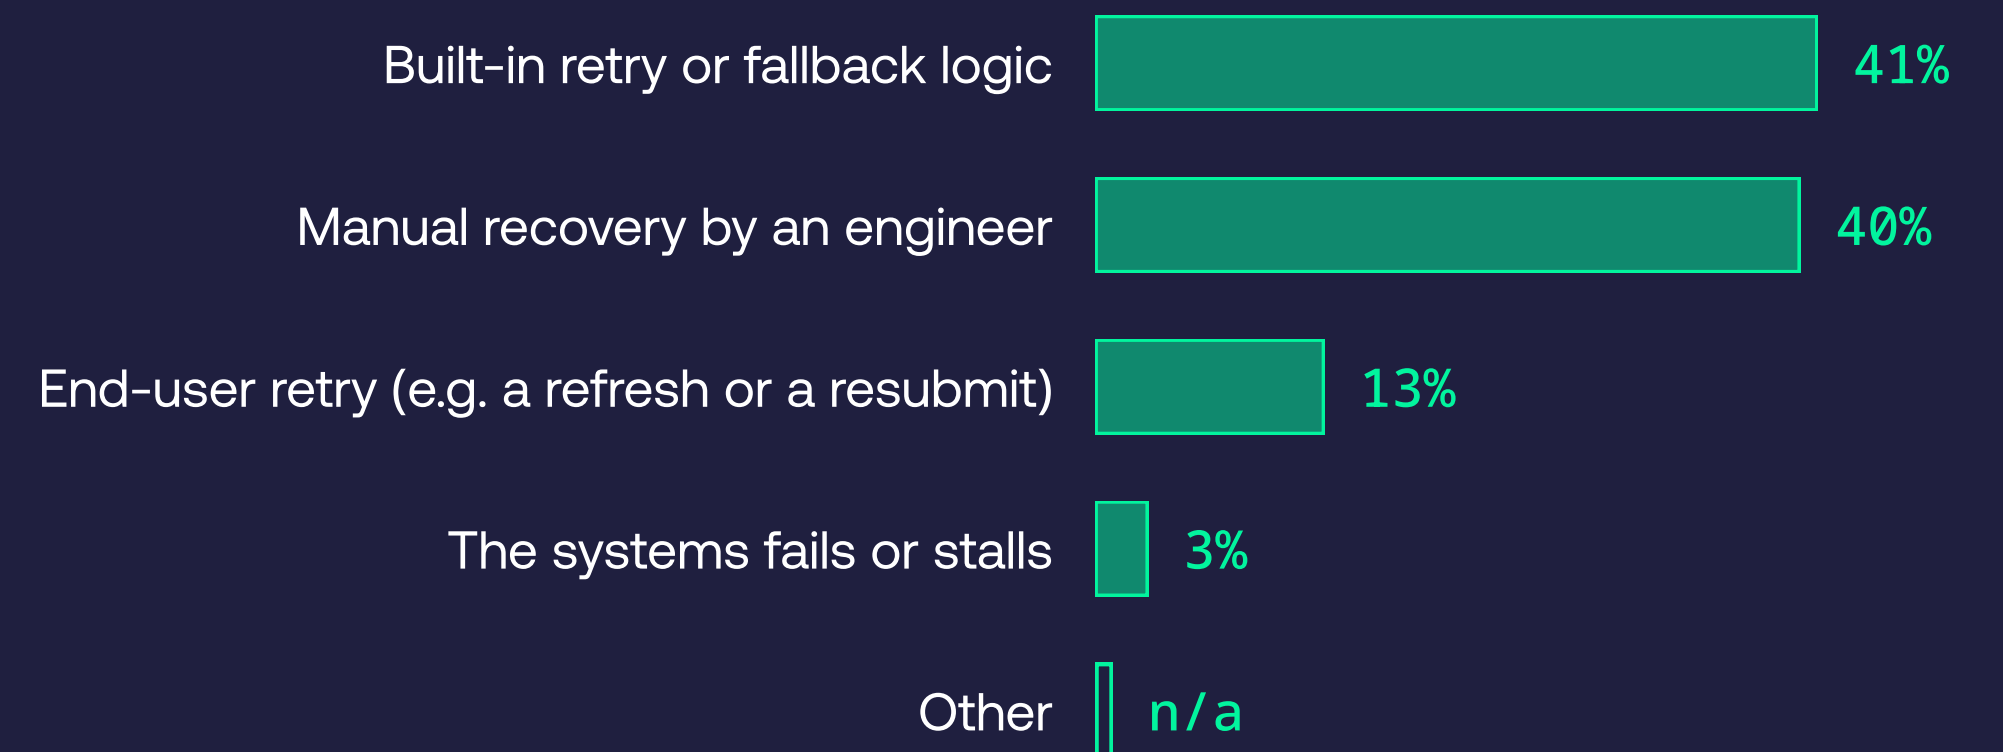 Built-in retry or fallback logic 41%
Manual recovery by an engineer 40%
End-user retry (e.g. a refresh or a resubmit) 13%
The systems fails or stalls 3%
Other n/a